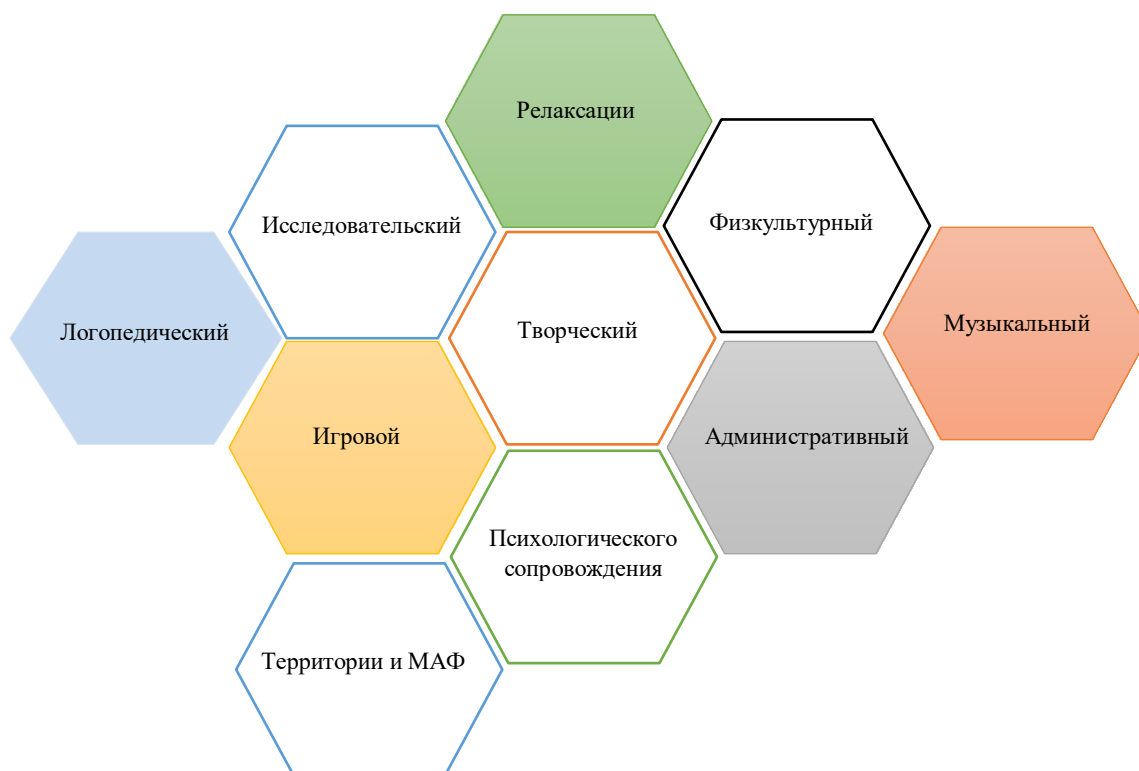 Релаксации
Исследовательский
Физкультурный
Логопедический
Творческий
Музыкальный
Игровой
Административный
Психологического
сопровождения
Территории и МАФ